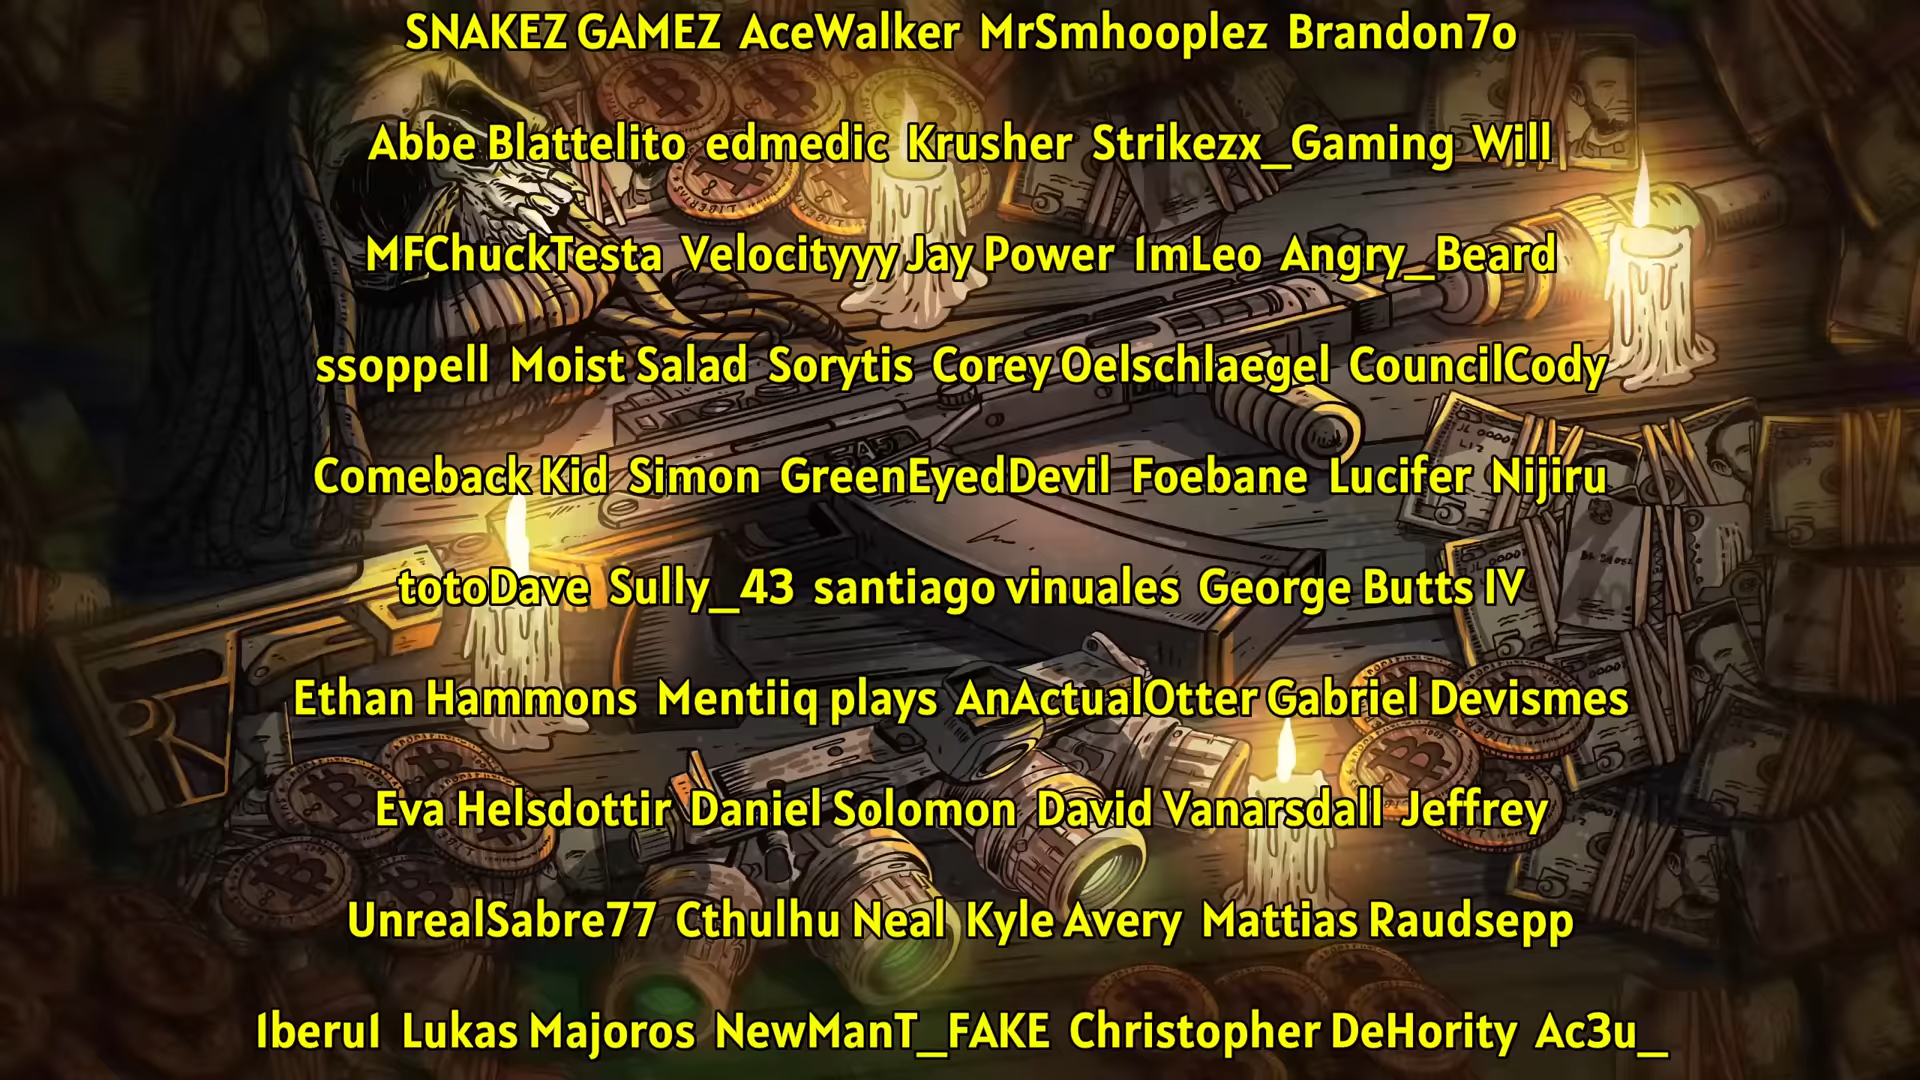 SNAKEZ GAMEZ AceWalker MrSmhooplez Brandon7o
Abbe Blattelito edmedic Krusher Strikezx_Gaming Will
MFChuckTesta Velocityyy Jay Power 1mLeo Angry_Beard
ssoppell Moist Salad Sorytis Corey Oelschlaegel CouncilCody
Comeback Kid Simon GreenEyedDevil Foebane Lucifer Nijiru
totoDave Sully_43 santiago vinuales George Butts IV
Ethan Hammons Mentiiq plays AnActualOtter Gabriel Devismes
Eva Helsdottir Daniel Solomon David Vanarsdall Jeffrey
UnrealSabre77 Cthulhu Neal Kyle Avery Mattias Raudsepp
1beru1 Lukas Majoros NewManT_FAKE Christopher DeHority Ac3u_